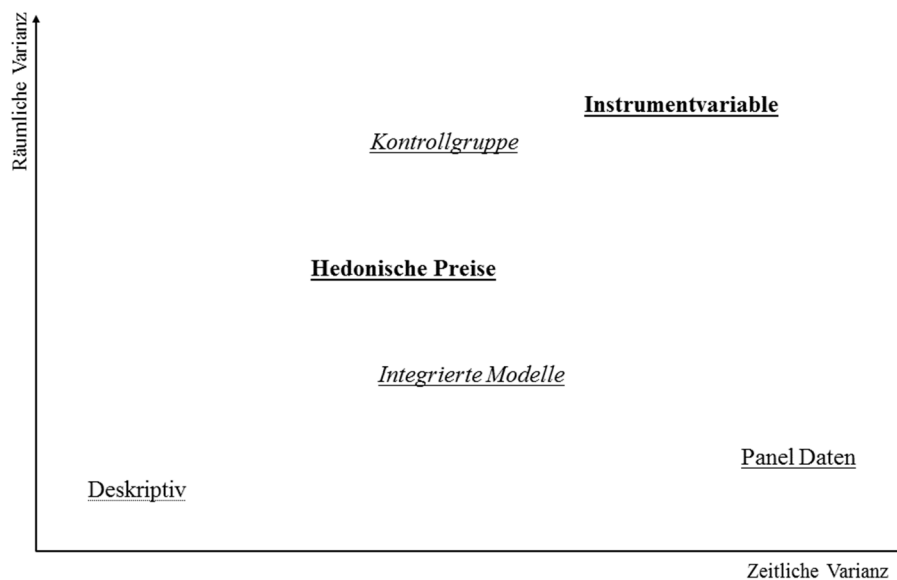 Räumliche Varianz
Instrumentvariable
Kontrollgruppe
Hedonische Preise
Integrierte Modelle
Panel Daten
Deskriptiv
Zeitliche Varianz